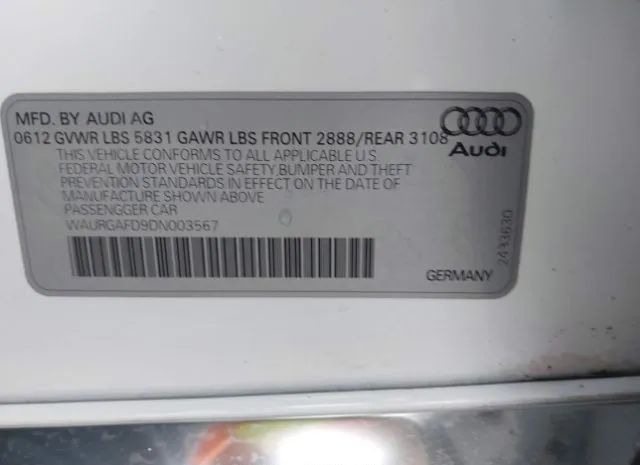 MFD. BY AUDI AG
0612 GVWR LBS 5831 GAWR LBS FRONT 2888/REAR 3108
THIS VEHICLE CONFORMS TO ALL APPLICABLE U.S.
FEDERAL MOTOR VEHICLE SAFETY,BUMPER AND THEFT
PREVENTION STANDARDS IN EFFECT ON THE DATE OF
MANUFACTURE SHOWN ABOVE
PASSENGGER CAR
WAURGAFD9DN003567
Audi
2433630
GERMANY